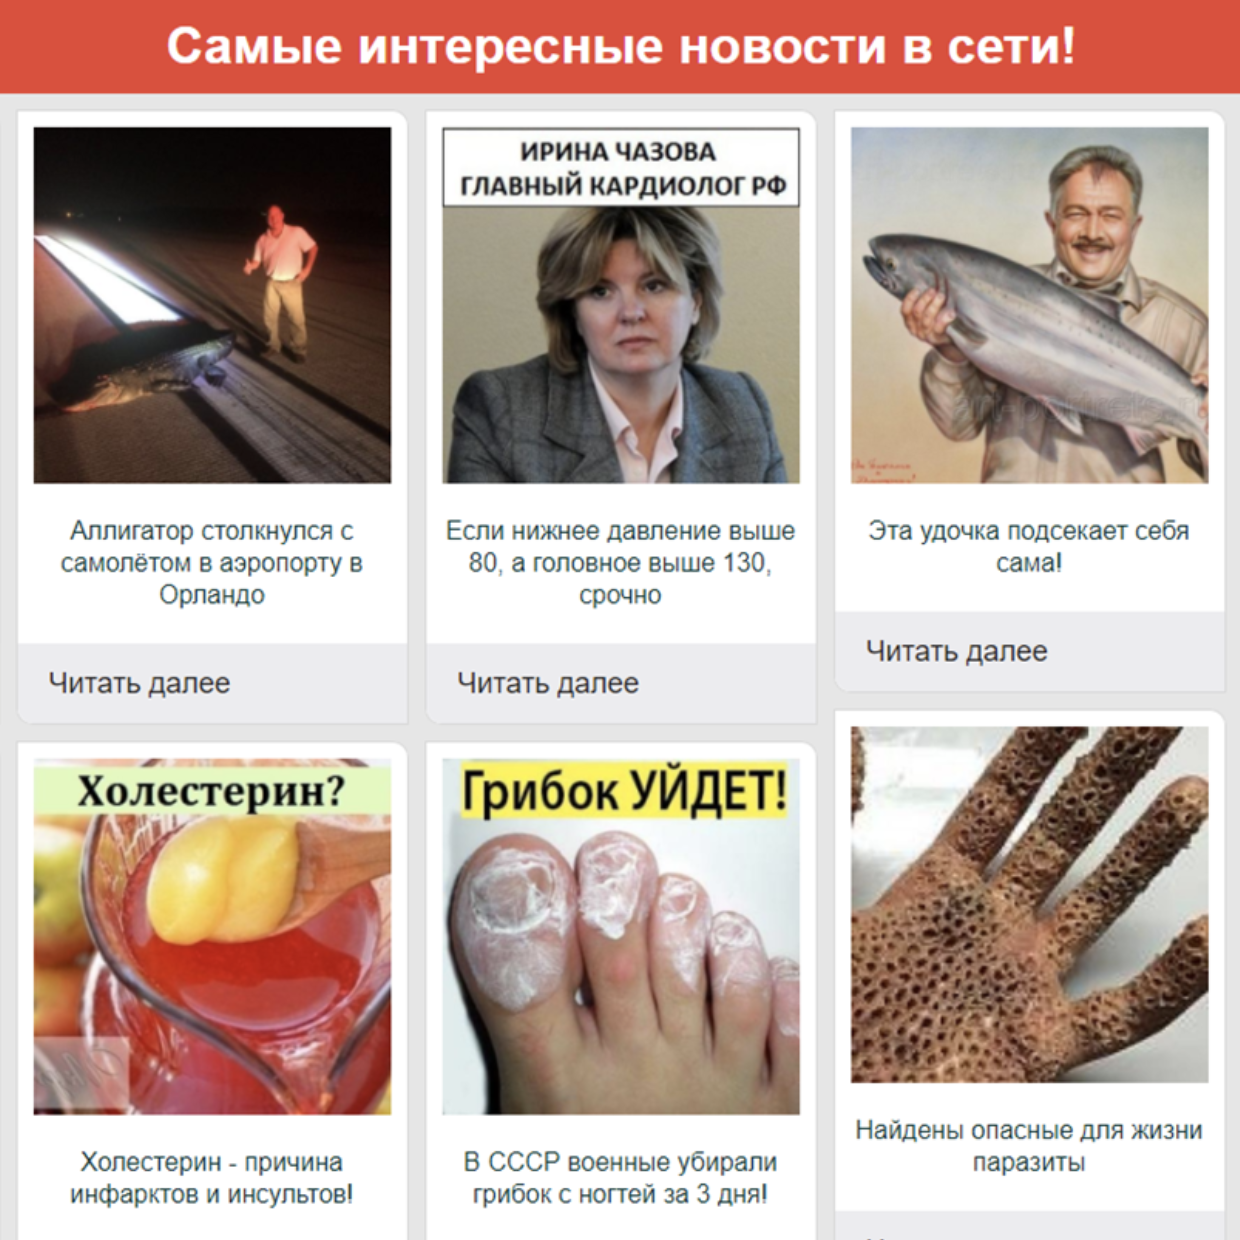 Самые интересные новости в сети!
Аллигатор столкнулся с
самолётом в аэропорту в
Орландо
Читать далее
ИРИНА ЧАЗОВА
ГЛАВНЫЙ КАРДИОЛОГ РФ
Если нижнее давление выше
80, а головное выше 130,
срочно
Читать далее
Эта удочка подсекает себя
сама!
Читать далее
Холестерин?
Холестерин - причина
инфарктов и инсультов!
Грибок УЙДЕТ!
В СССР военные убирали
грибок с ногтей за 3 дня!
Найдены опасные для жизни
паразиты